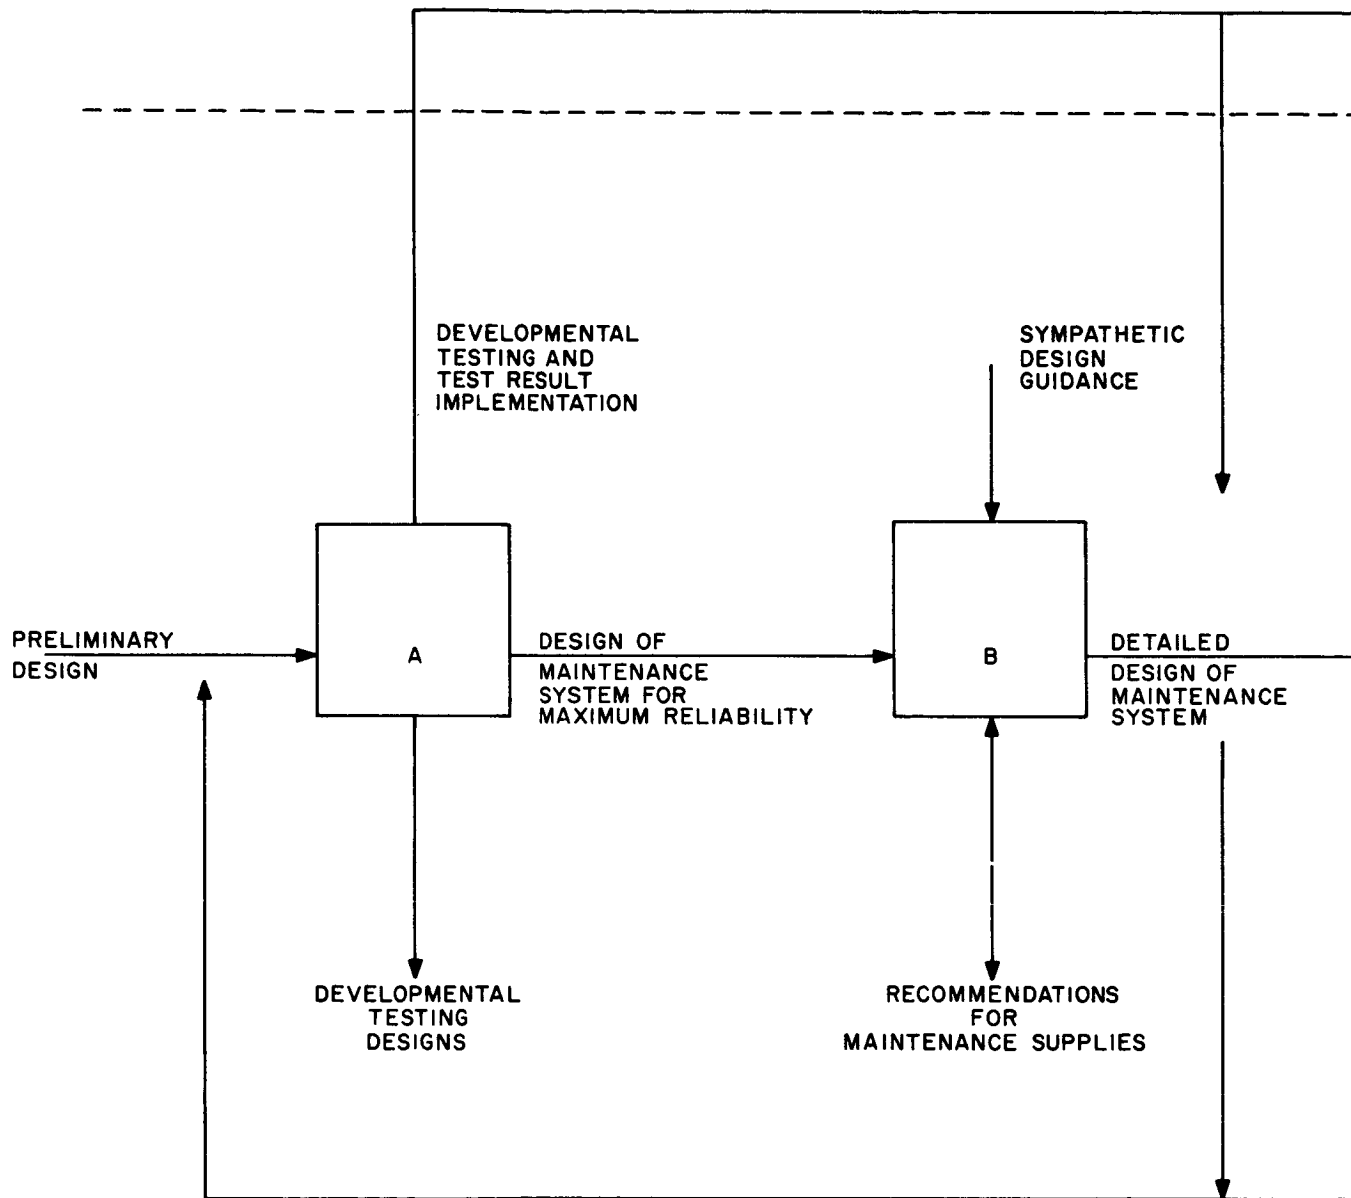 DEVELOPMENTAL
TESTING AND
TEST RESULT
IMPLEMENTATION
SYMPATHETIC
DESIGN
GUIDANCE
PRELIMINARY
DESIGN
A
DESIGN OF
MAINTENANCE
SYSTEM FOR
MAXIMUM RELIABILITY
B
DETAILED
DESIGN OF
MAINTENANCE
SYSTEM
DEVELOPMENTAL
TESTING
DESIGNS
RECOMMENDATIONS
FOR
MAINTENANCE SUPPLIES